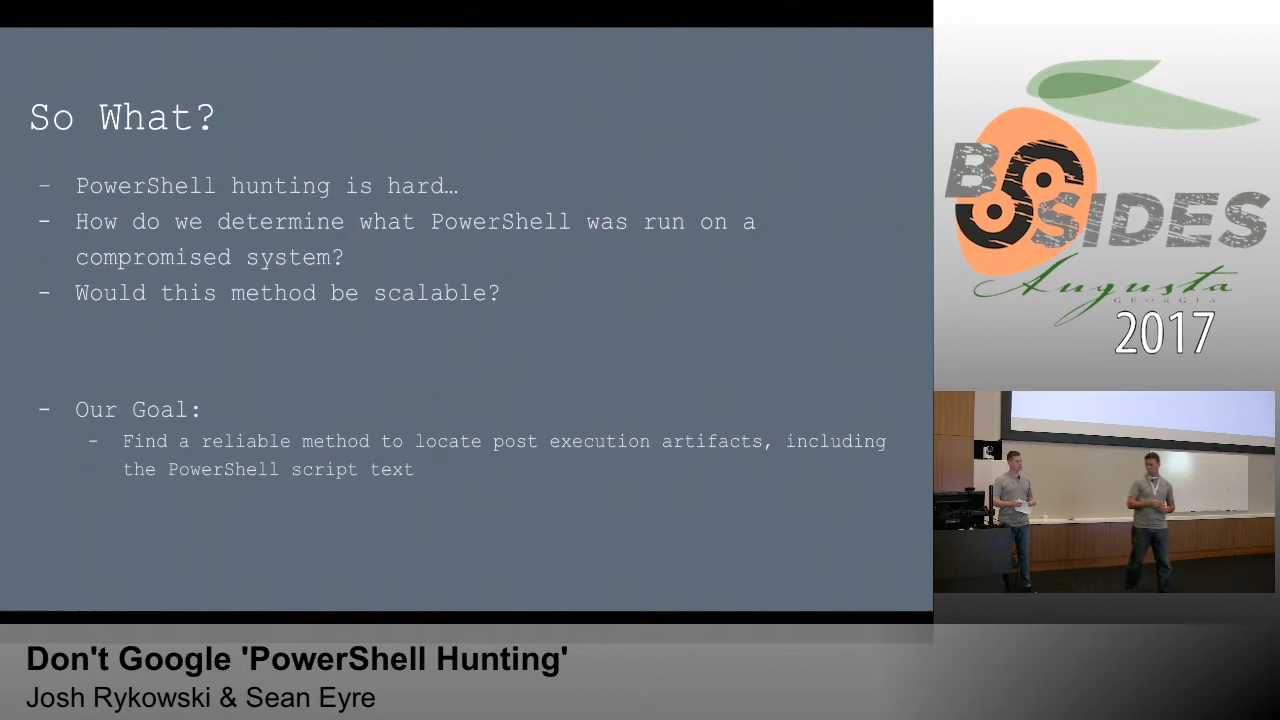 So What?
- PowerShell hunting is hard…
- How do we determine what PowerShell was run on a
compromised system?
- Would this method be scalable?
- Our Goal:
- Find a reliable method to locate post execution artifacts, including
the PowerShell script text
BSIDES
Augusta
GEORGIA
2017
Don't Google 'PowerShell Hunting'
Josh Rykowski & Sean Eyre